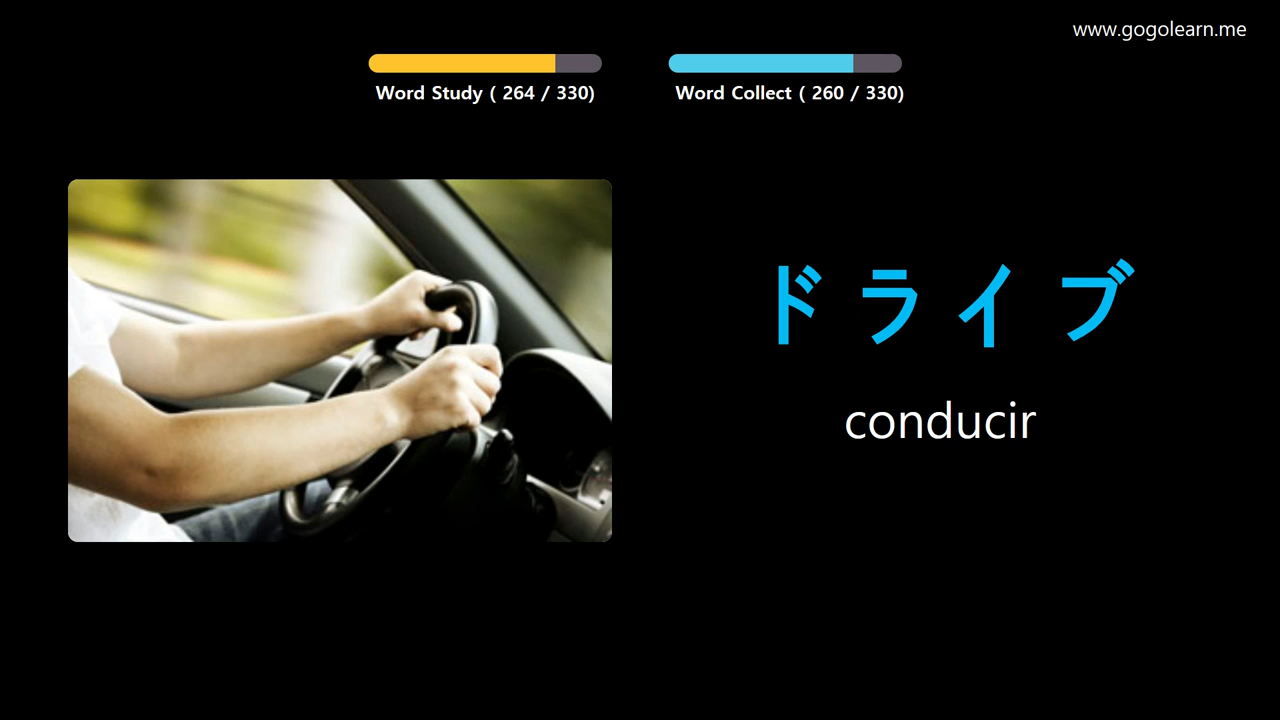 www.gogolearn.me
Word Study ( 264 / 330)
Word Collect ( 260 / 330)
ドライブ
conducir